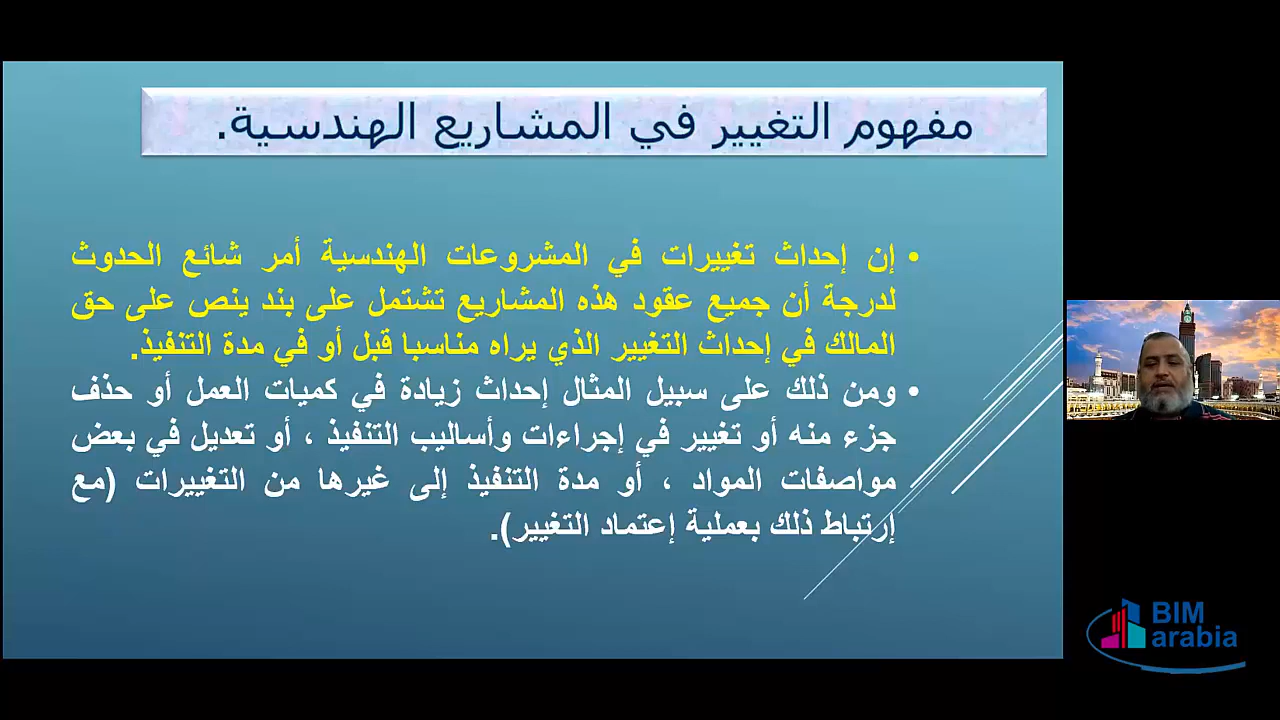 مفهوم التغيير في المشاريع الهندسية.
• إن إحداث تغييرات في المشروعات الهندسية أمر شائع الحدوث
لدرجة أن جميع عقود هذه المشاريع تشتمل على بند ينص على حق
المالك في إحداث التغيير الذي يراه مناسبا قبل أو في مدة التنفيذ.
• ومن ذلك على سبيل المثال إحداث زيادة في كميات العمل أو حذف
جزء منه أو تغيير في إجراءات وأساليب التنفيذ ، أو تعديل في بعض
مواصفات المواد ، أو مدة التنفيذ إلى غيرها من التغييرات (مع
إرتباط ذلك بعملية إعتماد التغيير).
BIM
arabia